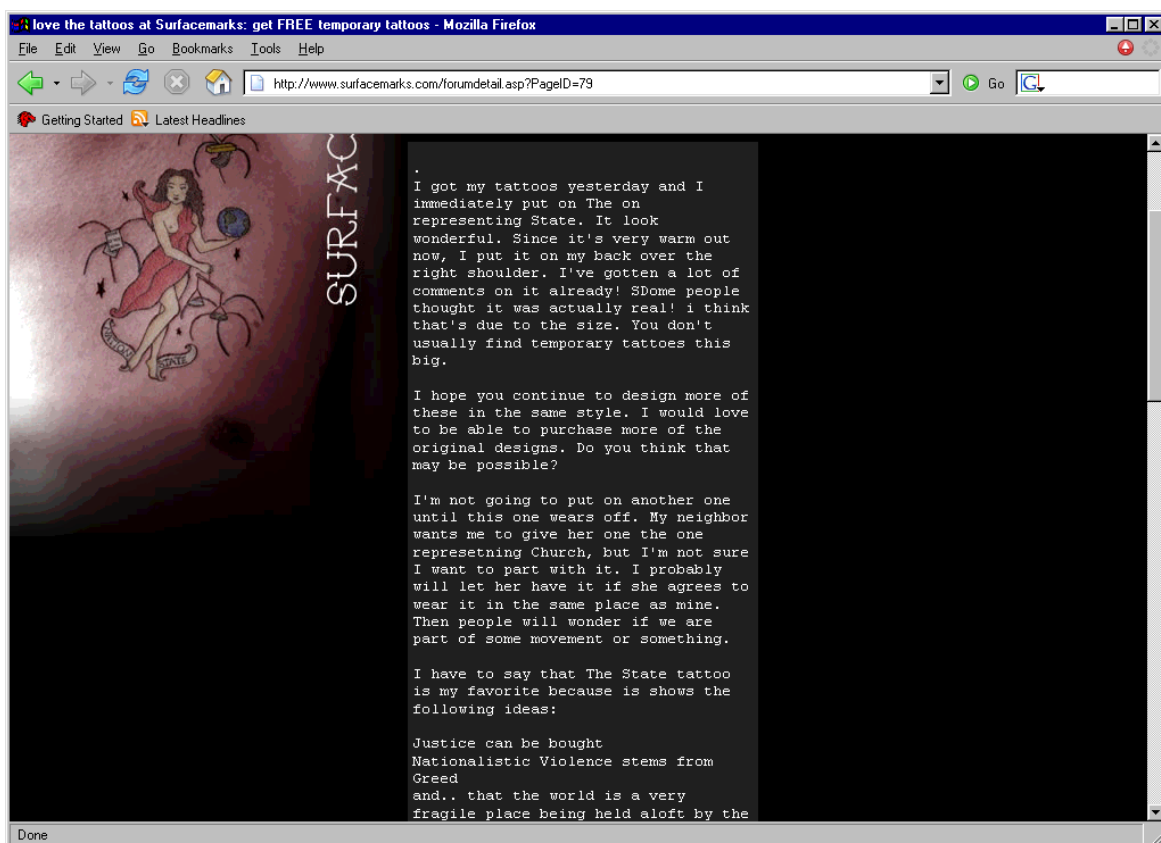 I love the tattoos at Surfacemarks: get FREE temporary tattoos - Mozilla Firefox
File Edit View Go Bookmarks Tools Help
http://www.surfacemarks.com/forumdetail.asp?PageID=79
Go
G
Getting Started
Latest Headlines
SURFAC
NATION
STATE
.
I got my tattoos yesterday and I
immediately put on The on
representing State. It look
wonderful. Since it's very warm out
now, I put it on my back over the
right shoulder. I've gotten a lot of
comments on it already! SDome people
thought it was actually real! i think
that's due to the size. You don't
usually find temporary tattoes this
big.
I hope you continue to design more of
these in the same style. I would love
to be able to purchase more of the
original designs. Do you think that
may be possible?
I'm not going to put on another one
until this one wears off. My neighbor
wants me to give her one the one
represetning Church, but I'm not sure
I want to part with it. I probably
will let her have it if she agrees to
wear it in the same place as mine.
Then people will wonder if we are
part of some movement or something.
I have to say that The State tattoo
is my favorite because is shows the
following ideas:
Justice can be bought
Nationalistic Violence stems from
Greed
and.. that the world is a very
fragile place being held aloft by the
Done